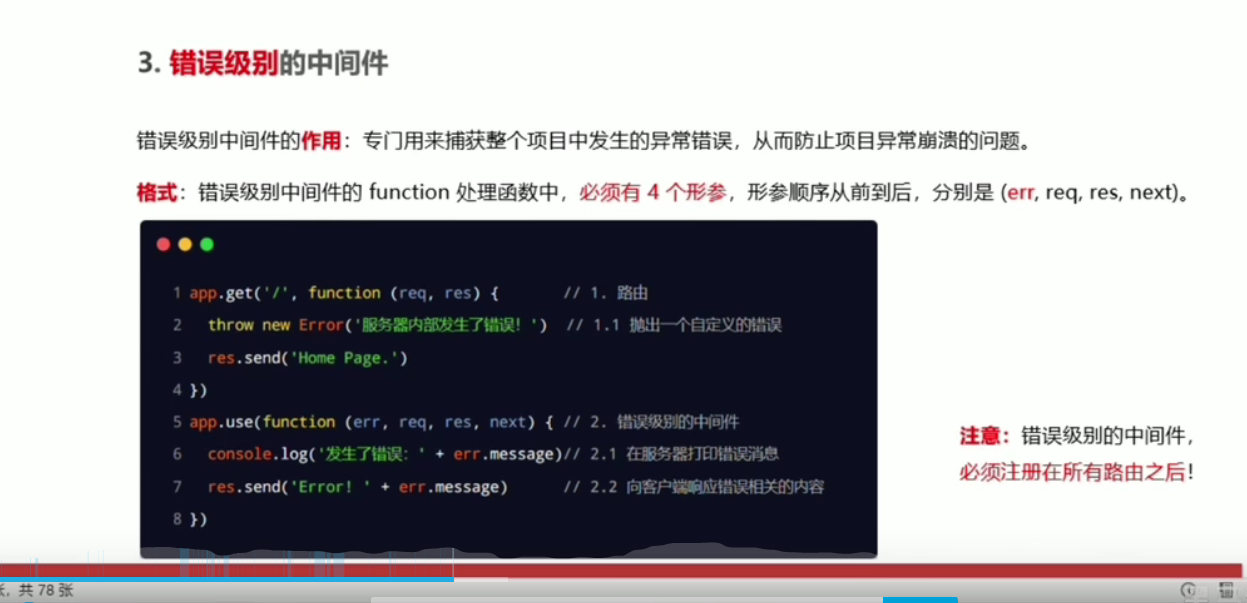 3. 错误级别的中间件
错误级别中间件的作用：专门用来捕获整个项目中发生的异常错误，从而防止项目异常崩溃的问题。
格式：错误级别中间件的 function 处理函数中，必须有 4 个形参，形参顺序从前到后，分别是 (err, req, res, next)。
1 app.get('/', function (req, res) { // 1. 路由
2 throw new Error('服务器内部发生了错误！') // 1.1 抛出一个自定义的错误
3 res.send('Home Page.')
4 })
5 app.use(function (err, req, res, next) { // 2. 错误级别的中间件
6 console.log('发生了错误：' + err.message)// 2.1 在服务器打印错误消息
7 res.send('Error! ' + err.message) // 2.2 向客户端响应错误相关的内容
8 })
注意：错误级别的中间件，
必须注册在所有路由之后！
张，共 78 张